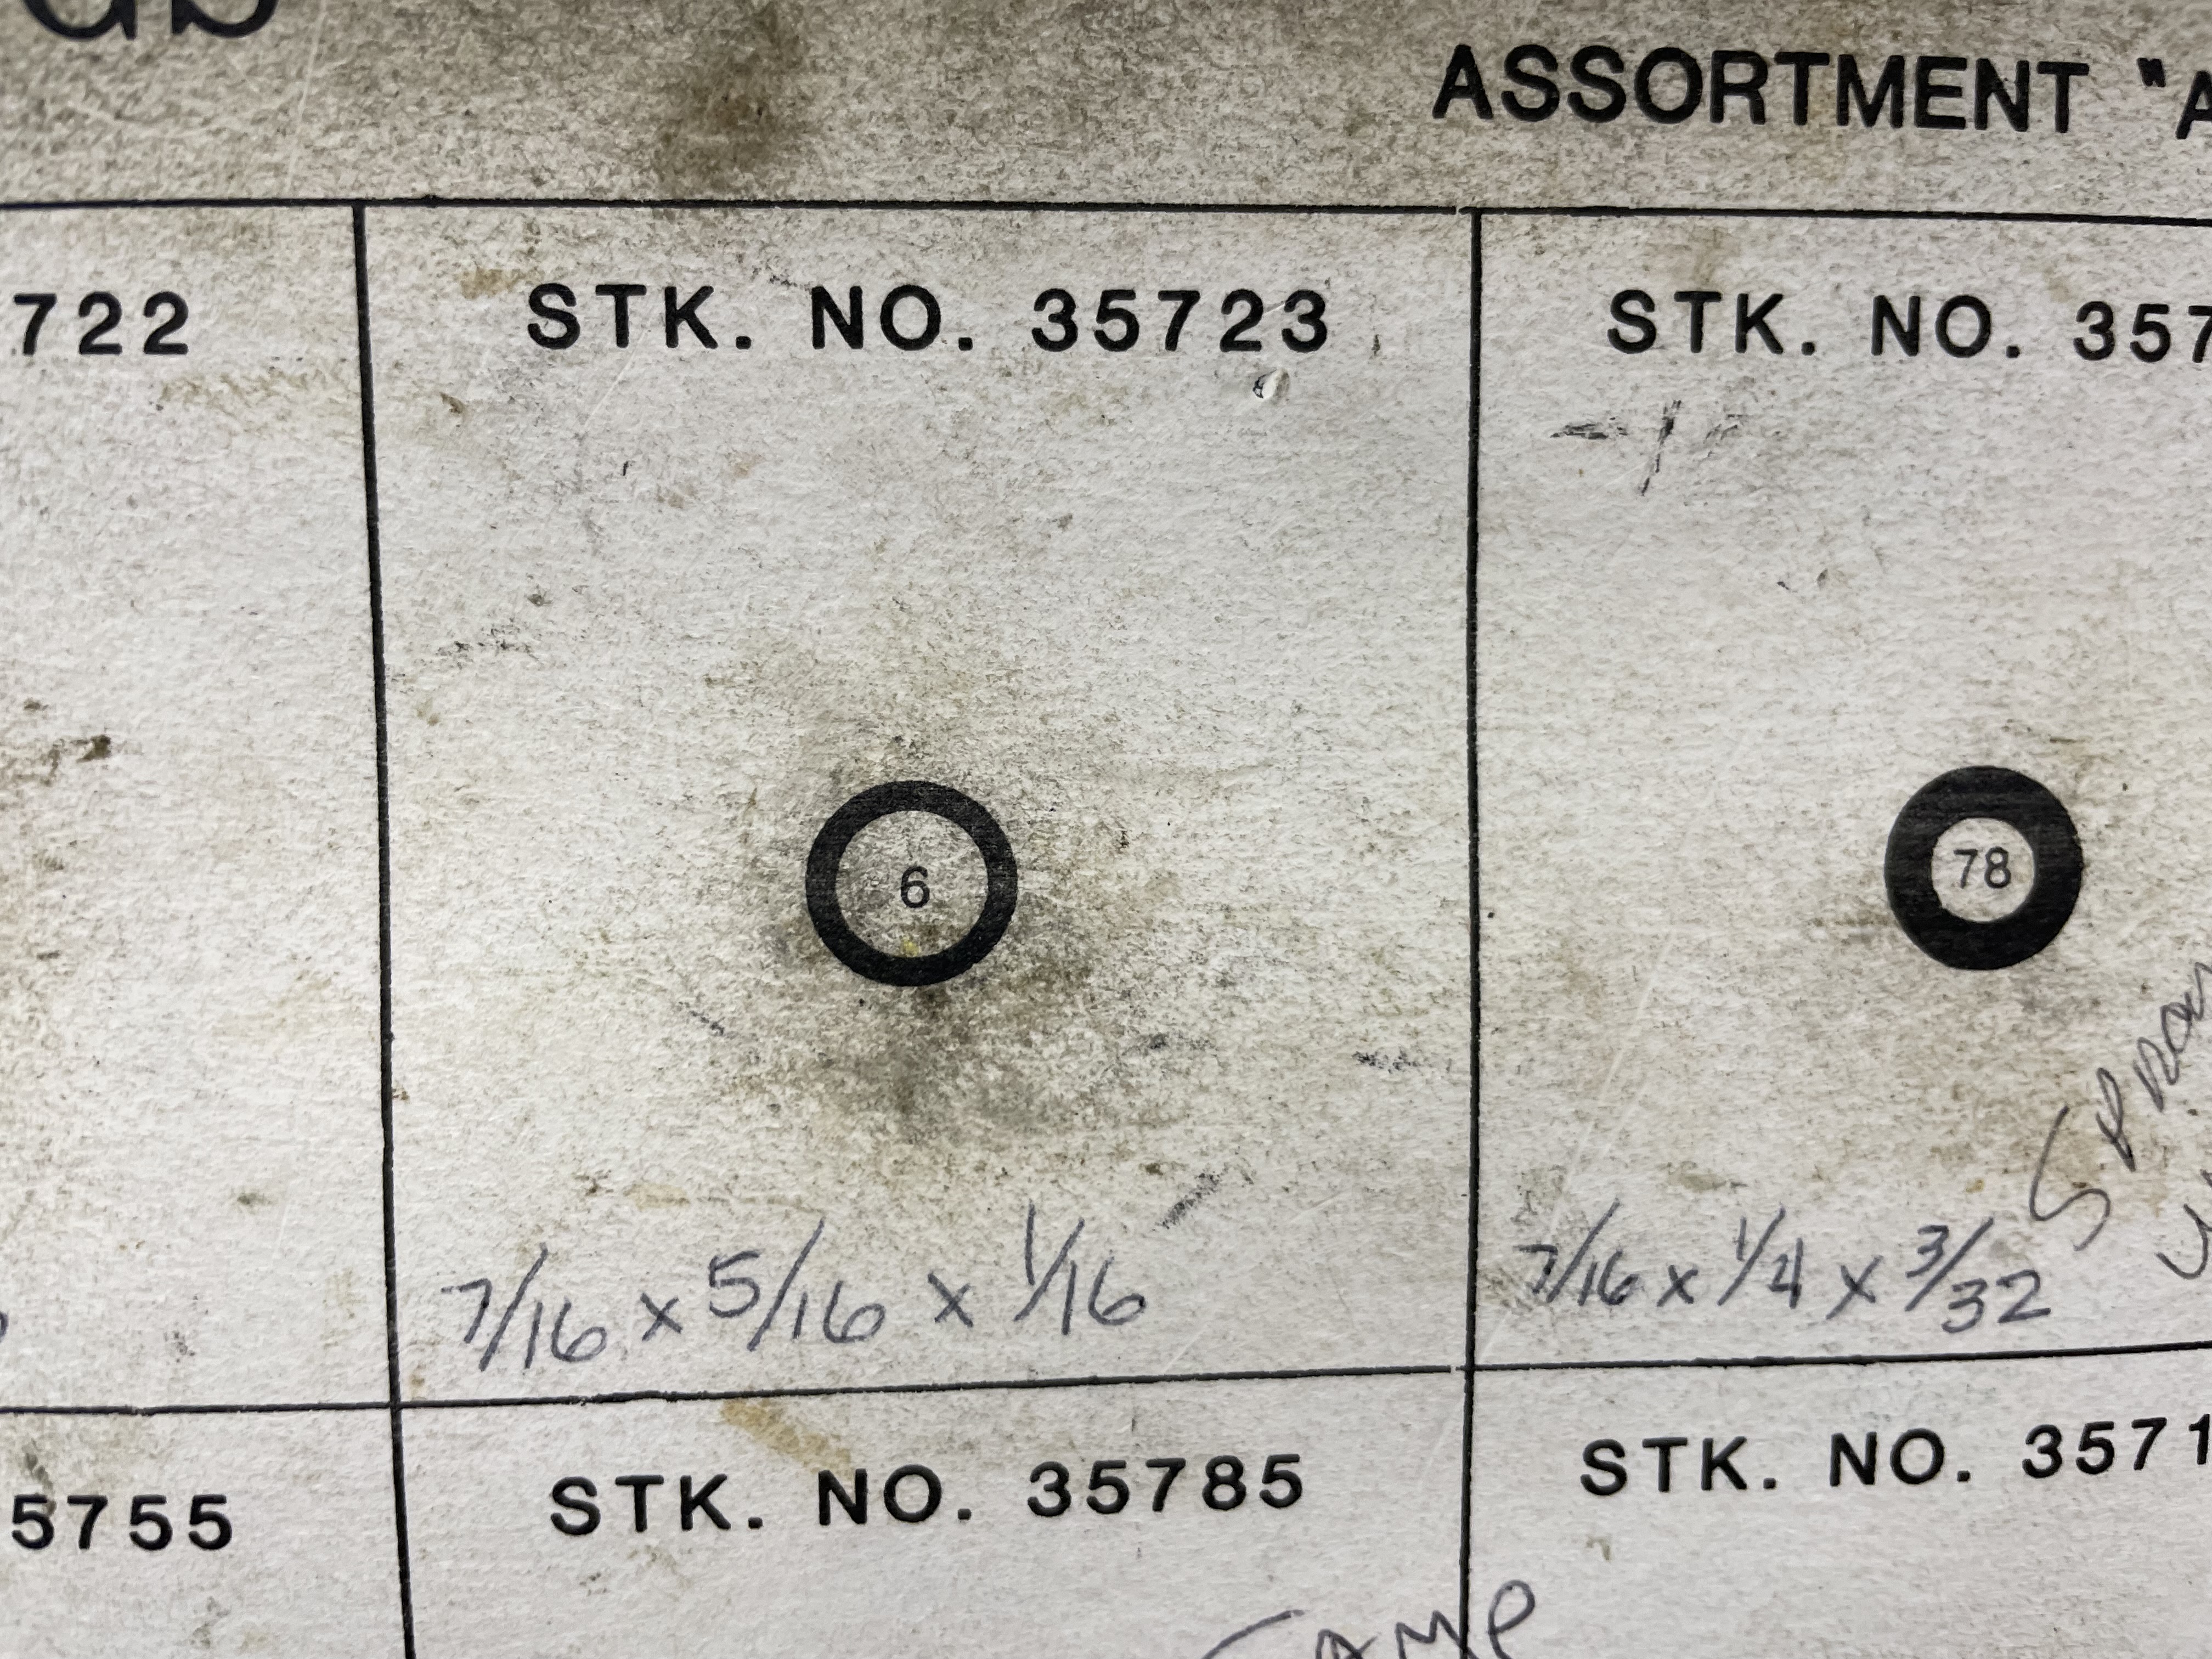 ASSORTMENT "A
722
STK. NO. 35723
STK. NO. 357
6
78
7/16 x 5/16 x 1/16
7/16 x 1/4 x 3/32
5755
STK. NO. 35785
STK. NO. 3571